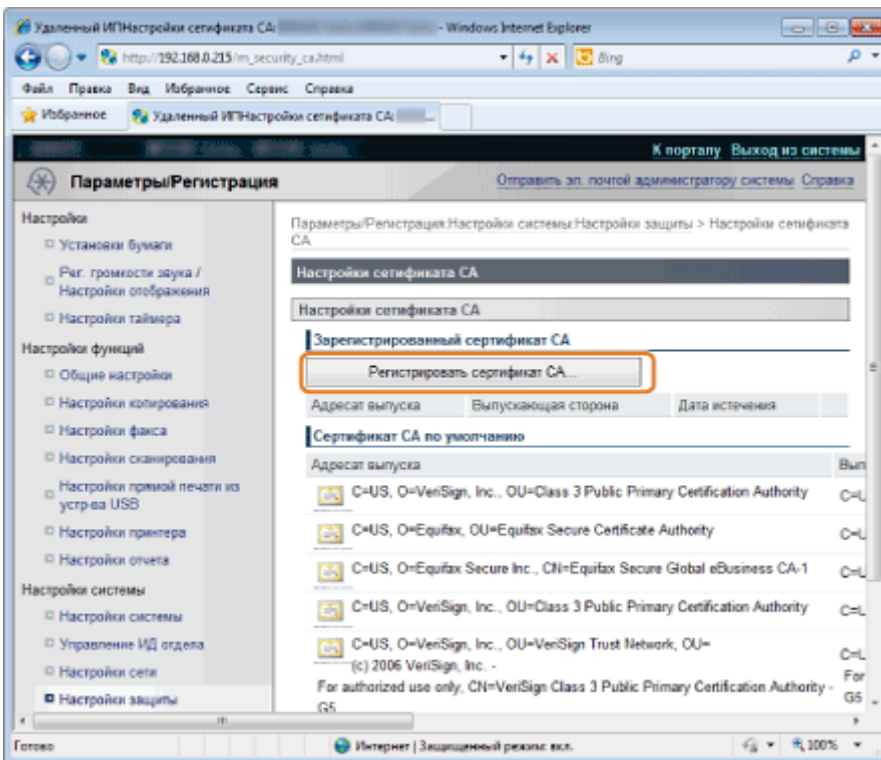 Удаленный ИПНастройки сетификата CA: - Windows Internet Explorer
http://192.168.0.215/m_security_ca.html
Bing
Файл Правка Вид Избранное Сервис Справка
Избранное Удаленный ИПНастройки сетификата CA: ...
К порталу Выход из системы
Параметры/Регистрация
Отправить эл. почтой администратору системы Справка
Настройки
Установки бумаги
Рег. громкости звука /
Настройки отображения
Настройки таймера
Настройки функций
Общие настройки
Настройки копирования
Настройки факса
Настройки сканирования
Настройки прямой печати из
устр-ва USB
Настройки принтера
Настройки отчета
Настройки системы
Настройки системы
Управление ИД отдела
Настройки сети
Настройки защиты
Параметры/Регистрация:Настройки системы:Настройки защиты > Настройки сетификата
CA
Настройки сетификата CA
Настройки сетификата CA
Зарегистрированный сертификат CA
Регистрировать сертификат CA...
Адресат выпуска Выпускающая сторона Дата истечения
Сертификат CA по умолчанию
Адресат выпуска Вып
C=US, O=VeriSign, Inc., OU=Class 3 Public Primary Certification Authority C=U
C=US, O=Equifax, OU=Equifax Secure Certificate Authority C=U
C=US, O=Equifax Secure Inc., CN=Equifax Secure Global eBusiness CA-1 C=U
C=US, O=VeriSign, Inc., OU=Class 3 Public Primary Certification Authority C=U
C=US, O=VeriSign, Inc., OU=VeriSign Trust Network, OU= C=U
(c) 2006 VeriSign, Inc. - For
For authorized use only, CN=VeriSign Class 3 Public Primary Certification Authority - G5
G5
Готово
Интернет | Защищенный режим: вкл.
100%